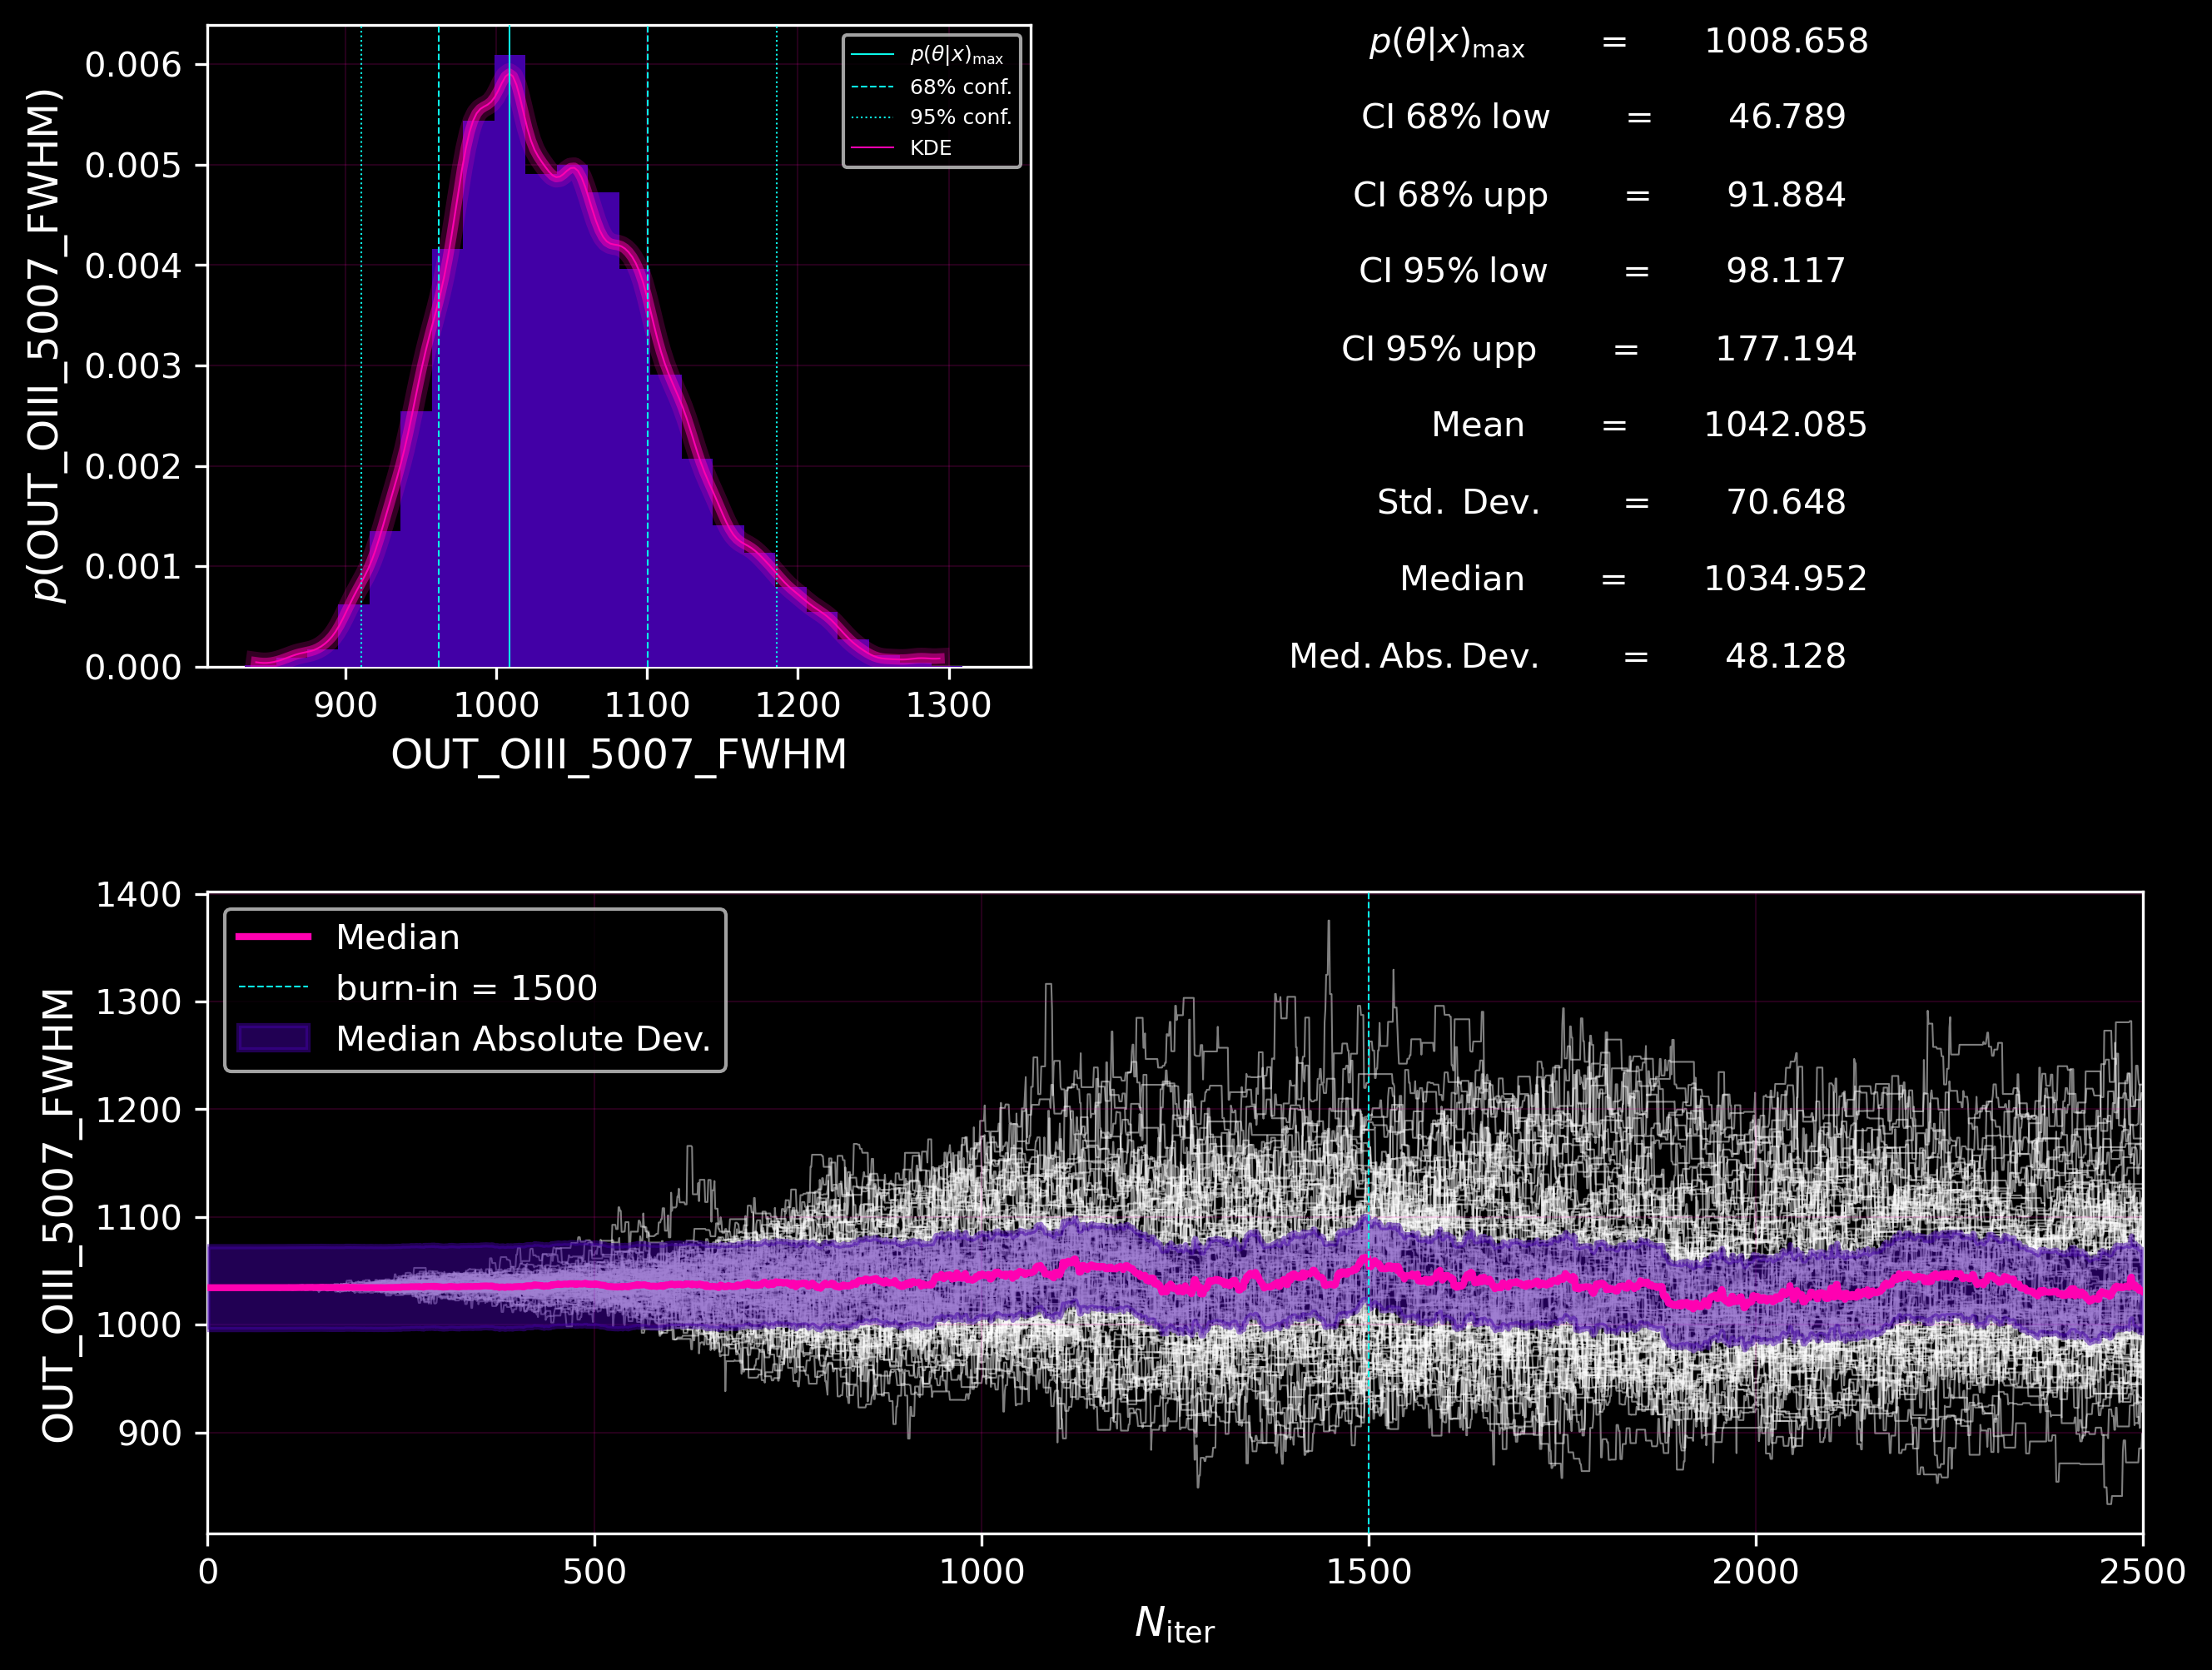 p(OUT_OIII_5007_FWHM)
0.006
0.005
0.004
0.003
0.002
0.001
0.000
900 1000 1100 1200 1300
OUT_OIII_5007_FWHM
p(θ|x)max
68% conf.
95% conf.
KDE
p(θ|x)max = 1008.658
CI 68% low = 46.789
CI 68% upp = 91.884
CI 95% low = 98.117
CI 95% upp = 177.194
Mean = 1042.085
Std. Dev. = 70.648
Median = 1034.952
Med. Abs. Dev. = 48.128
OUT_OIII_5007_FWHM
1400
1300
1200
1100
1000
900
Median
burn-in = 1500
Median Absolute Dev.
0 500 1000 1500 2000 2500
Niter